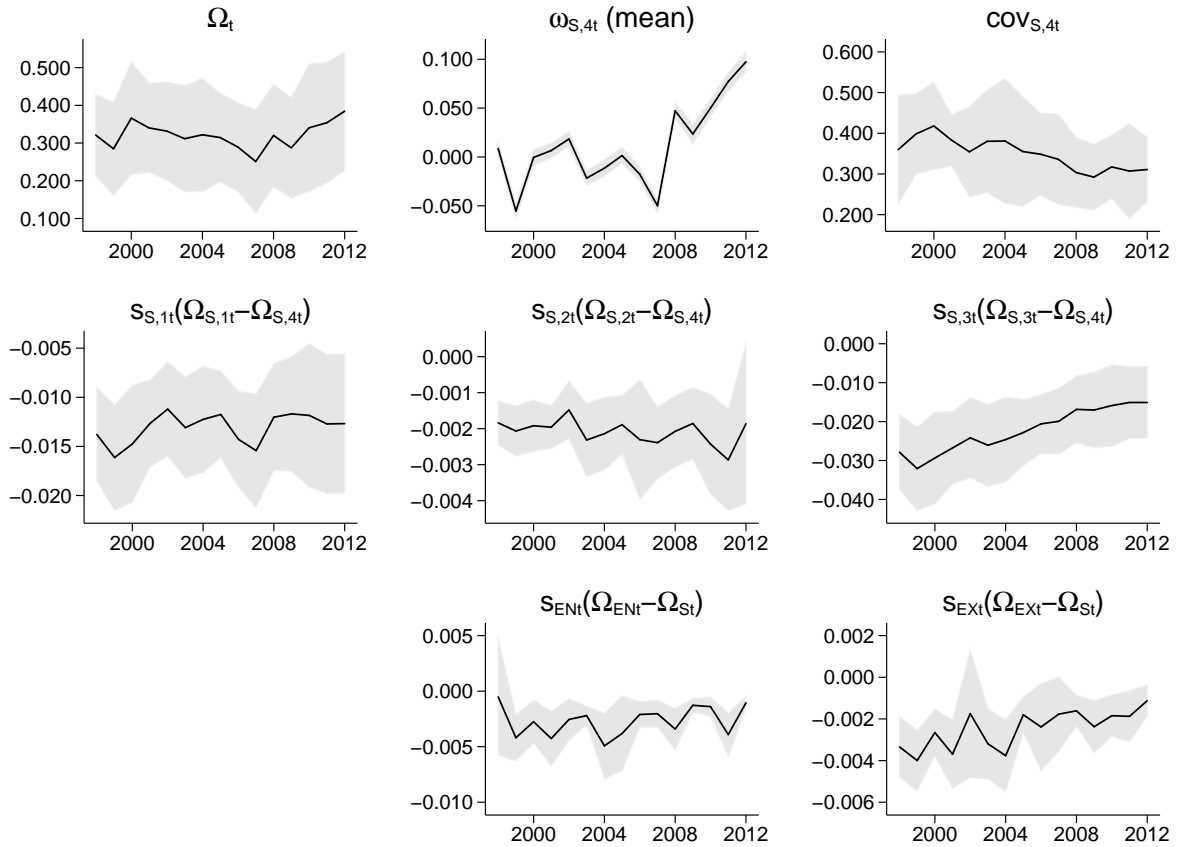 Ωt
0.500
0.400
0.300
0.200
0.100
2000 2004 2008 2012
ωS,4t (mean)
0.100
0.050
0.000
−0.050
2000 2004 2008 2012
covS,4t
0.600
0.500
0.400
0.300
0.200
2000 2004 2008 2012
sS,1t(ΩS,1t−ΩS,4t)
−0.005
−0.010
−0.015
−0.020
2000 2004 2008 2012
sS,2t(ΩS,2t−ΩS,4t)
0.000
−0.001
−0.002
−0.003
−0.004
2000 2004 2008 2012
sS,3t(ΩS,3t−ΩS,4t)
0.000
−0.010
−0.020
−0.030
−0.040
2000 2004 2008 2012
sENt(ΩENt−ΩSt)
0.005
0.000
−0.005
−0.010
2000 2004 2008 2012
sEXt(ΩEXt−ΩSt)
0.002
0.000
−0.002
−0.004
−0.006
2000 2004 2008 2012